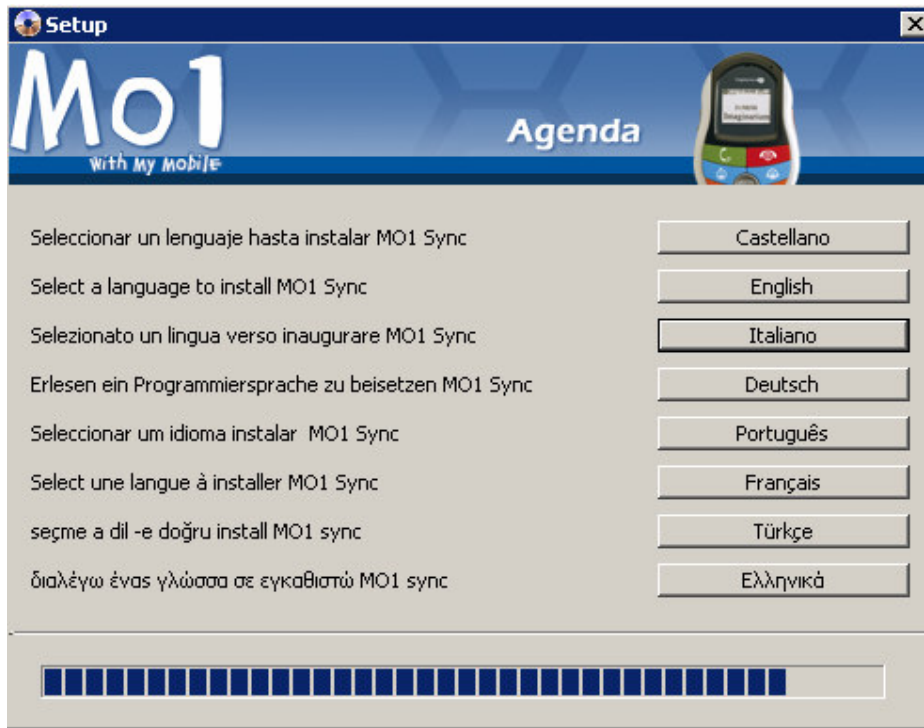 Setup
Mo1
with My Mobile
Agenda
Seleccionar un lenguaje hasta instalar MO1 Sync
Castellano
Select a language to install MO1 Sync
English
Selezionato un lingua verso inaugurare MO1 Sync
Italiano
Erlesen ein Programmiersprache zu beisetzen MO1 Sync
Deutsch
Seleccionar um idioma instalar  MO1 Sync
Português
Select une langue à installer MO1 Sync
Français
seçme a dil -e doğru install MO1 sync
Türkçe
διαλέγω ένας γλώσσα σε εγκαθιστώ MO1 sync
Ελληνικά